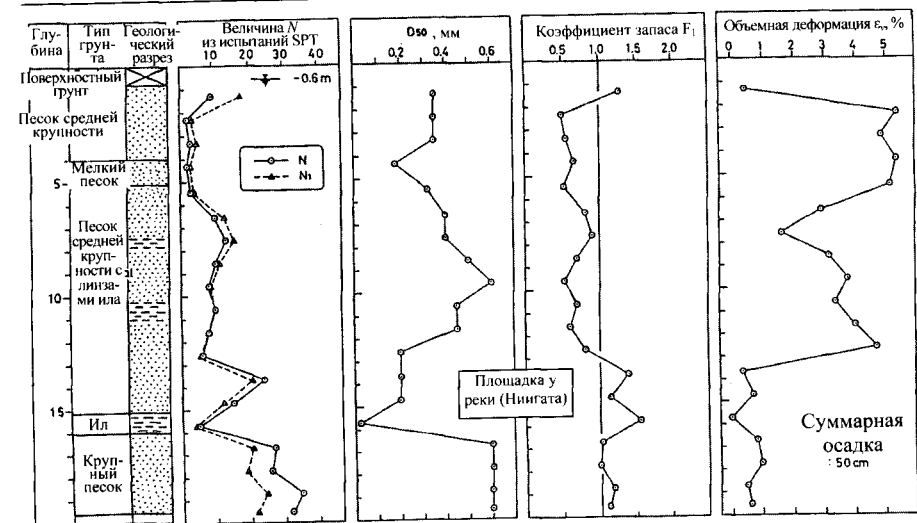 Глу-
бина
Тип
грун-
та
Геологи-
ческий
разрез
Величина N
из испытаний SPT
10 20 30 40
D50 , мм
0.2 0.4 0.6
Коэффициент запаса F₁
0.5 1.0 1.5 2.0
Объемная деформация εᵥ, %
0 1 2 3 4 5
-0.6 m
Поверхностный
грунт
Песок средней
крупности
Мелкий
песок
5-
Песок
средней
круп-
ности с
линза-
ми ила
10
15
Ил
Круп-
ный
песок
N
N₁
Площадка у
реки (Ниигата)
Суммарная
осадка
: 50 cm